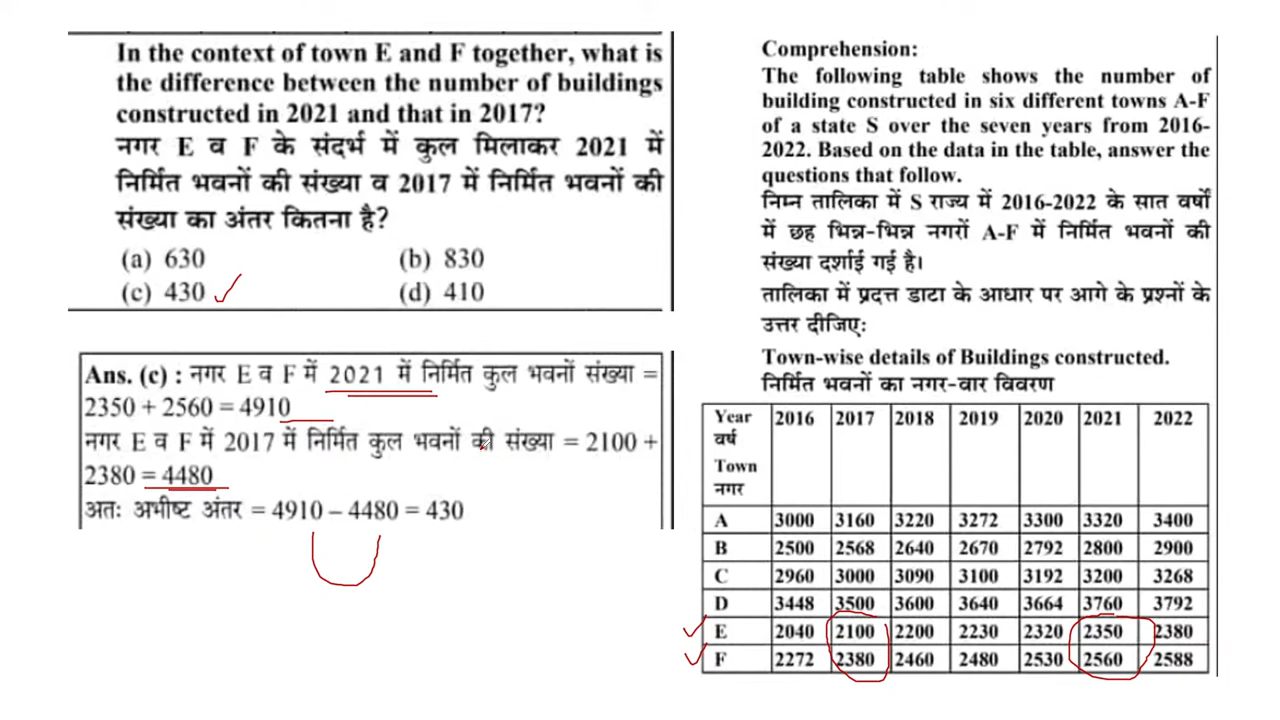 In the context of town E and F together, what is
the difference between the number of buildings
constructed in 2021 and that in 2017?
नगर E व F के संदर्भ में कुल मिलाकर 2021 में
निर्मित भवनों की संख्या व 2017 में निर्मित भवनों की
संख्या का अंतर कितना है?
(a) 630 (b) 830
(c) 430 (d) 410
Ans. (c) : नगर E व F में 2021 में निर्मित कुल भवनों संख्या =
2350 + 2560 = 4910
नगर E व F में 2017 में निर्मित कुल भवनों की संख्या = 2100 +
2380 = 4480
अतः अभीष्ट अंतर = 4910 – 4480 = 430
Comprehension:
The following table shows the number of
building constructed in six different towns A-F
of a state S over the seven years from 2016-
2022. Based on the data in the table, answer the
questions that follow.
निम्न तालिका में S राज्य में 2016-2022 के सात वर्षों
में छह भिन्न-भिन्न नगरों A-F में निर्मित भवनों की
संख्या दर्शाई गई है।
तालिका में प्रदत्त डाटा के आधार पर आगे के प्रश्नों के
उत्तर दीजिए:
Town-wise details of Buildings constructed.
निर्मित भवनों का नगर-वार विवरण
Year 2016 2017 2018 2019 2020 2021 2022
वर्ष
Town
नगर
A 3000 3160 3220 3272 3300 3320 3400
B 2500 2568 2640 2670 2792 2800 2900
C 2960 3000 3090 3100 3192 3200 3268
D 3448 3500 3600 3640 3664 3760 3792
E 2040 2100 2200 2230 2320 2350 2380
F 2272 2380 2460 2480 2530 2560 2588